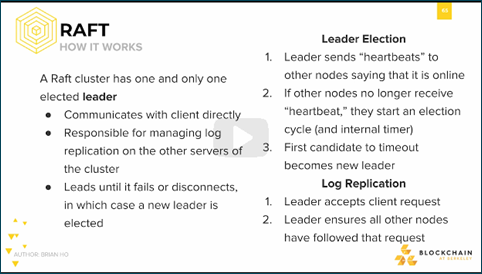 83
RAFT
HOW IT WORKS
A Raft cluster has one and only one
elected leader
● Communicates with client directly
● Responsible for managing log
replication on the other servers of
the cluster
● Leads until it fails or disconnects,
in which case a new leader is
elected
Leader Election
1. Leader sends “heartbeats” to
other nodes saying that it is online
2. If other nodes no longer receive
“heartbeat,” they start an election
cycle (and internal timer)
3. First candidate to timeout
becomes new leader
Log Replication
1. Leader accepts client request
2. Leader ensures all other nodes
have followed that request
AUTHOR: BRIAN HO
BLOCKCHAIN
AT BERKELEY